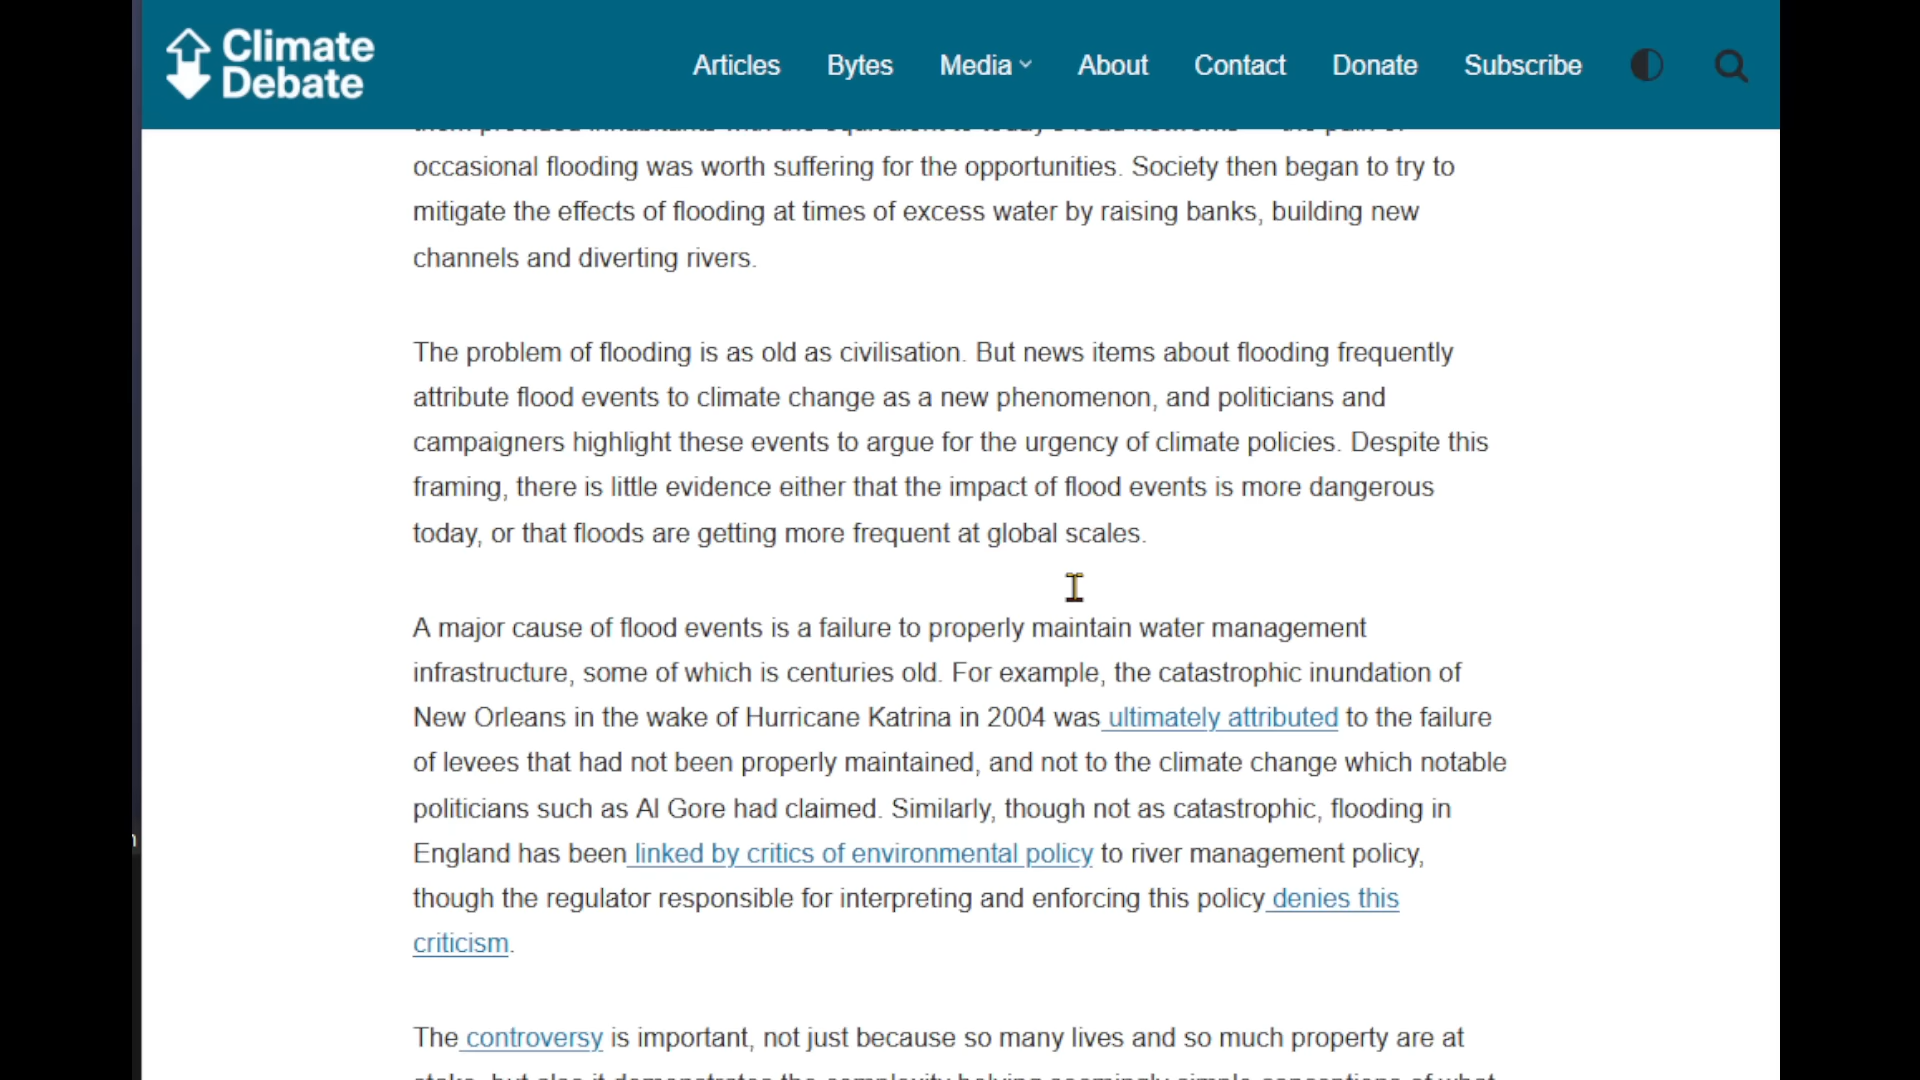 Climate
Debate
Articles Bytes Media About Contact Donate Subscribe
occasional flooding was worth suffering for the opportunities. Society then began to try to
mitigate the effects of flooding at times of excess water by raising banks, building new
channels and diverting rivers.
The problem of flooding is as old as civilisation. But news items about flooding frequently
attribute flood events to climate change as a new phenomenon, and politicians and
campaigners highlight these events to argue for the urgency of climate policies. Despite this
framing, there is little evidence either that the impact of flood events is more dangerous
today, or that floods are getting more frequent at global scales.
A major cause of flood events is a failure to properly maintain water management
infrastructure, some of which is centuries old. For example, the catastrophic inundation of
New Orleans in the wake of Hurricane Katrina in 2004 was ultimately attributed to the failure
of levees that had not been properly maintained, and not to the climate change which notable
politicians such as Al Gore had claimed. Similarly, though not as catastrophic, flooding in
England has been linked by critics of environmental policy to river management policy,
though the regulator responsible for interpreting and enforcing this policy denies this
criticism.
The controversy is important, not just because so many lives and so much property are at